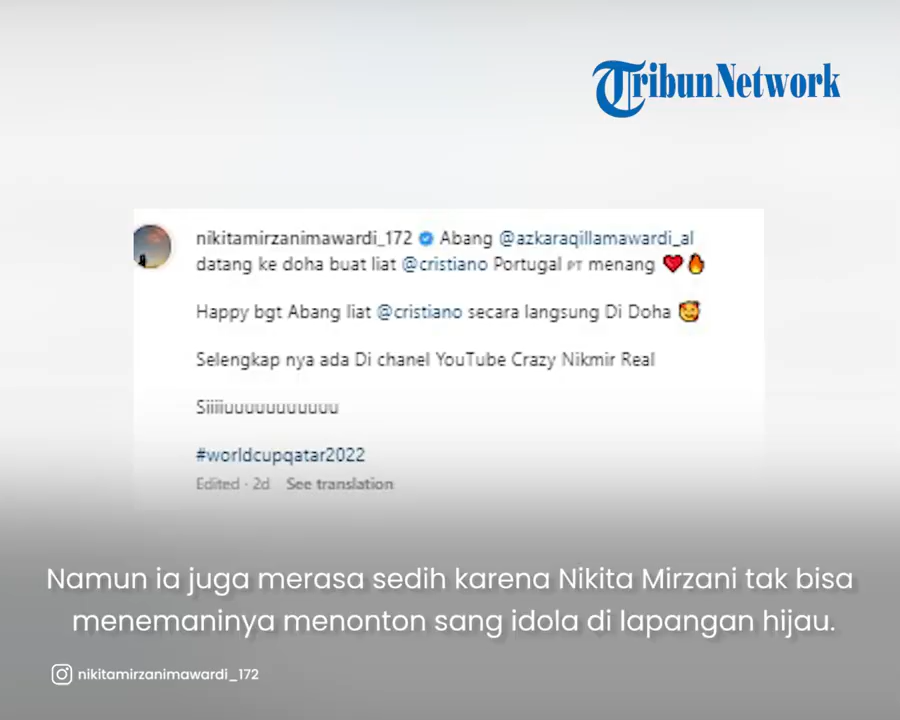 TribunNetwork
nikitamirzanimawardi_172 Abang @azkaraqillamawardi_al
datang ke doha buat liat @cristiano Portugal PT menang ❤️🔥
Happy bgt Abang liat @cristiano secara langsung Di Doha 🥰
Selengkap nya ada Di chanel YouTube Crazy Nikmir Real
Siiiiuuuuuuuuuuu
#worldcupqatar2022
Edited · 2d See translation
Namun ia juga merasa sedih karena Nikita Mirzani tak bisa
menemaninya menonton sang idola di lapangan hijau.
nikitamirzanimawardi_172